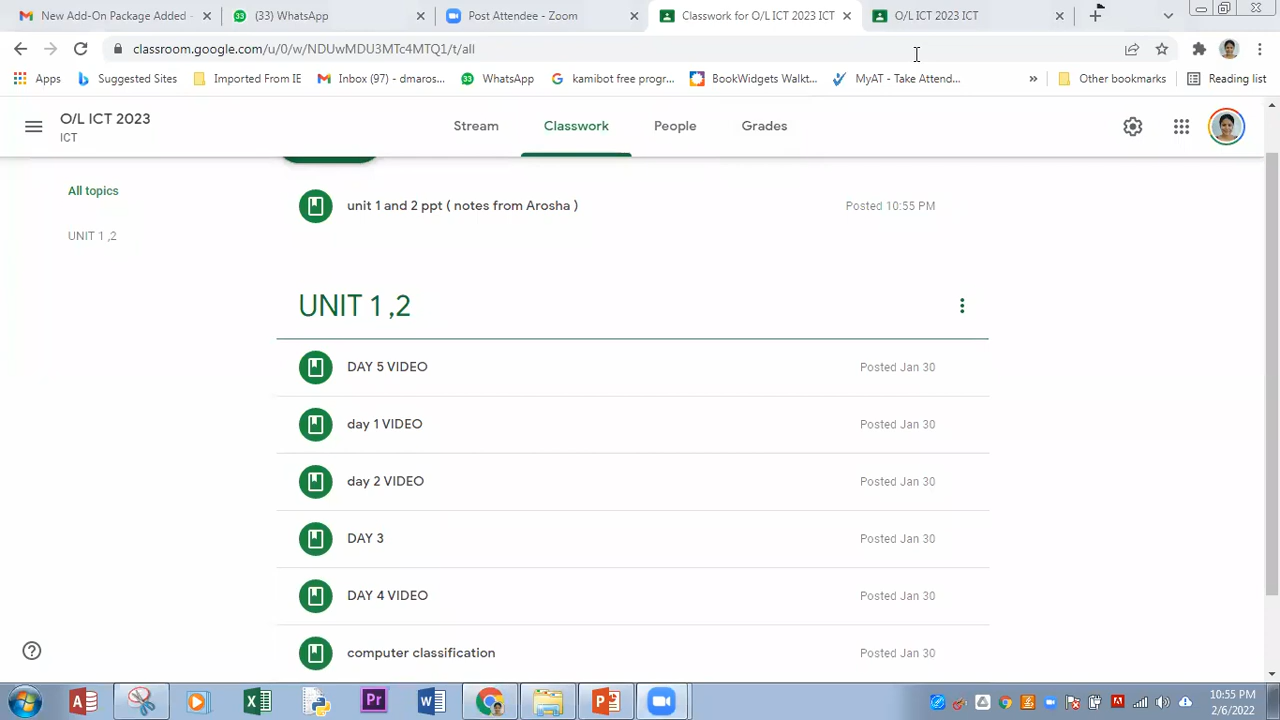 New Add-On Package Added
(33) WhatsApp
Post Attendee - Zoom
Classwork for O/L ICT 2023 ICT
O/L ICT 2023 ICT
classroom.google.com/u/0/w/NDUwMDU3MTc4MTQ1/t/all
Apps
Suggested Sites
Imported From IE
Inbox (97) - dmaros...
33
WhatsApp
kamibot free progr...
BookWidgets Walkt...
MyAT - Take Attend...
»
Other bookmarks
Reading list
O/L ICT 2023
ICT
Stream
Classwork
People
Grades
All topics
UNIT 1 ,2
unit 1 and 2 ppt ( notes from Arosha )
Posted 10:55 PM
UNIT 1 ,2
DAY 5 VIDEO
Posted Jan 30
day 1 VIDEO
Posted Jan 30
day 2 VIDEO
Posted Jan 30
DAY 3
Posted Jan 30
DAY 4 VIDEO
Posted Jan 30
computer classification
Posted Jan 30
Pr
10:55 PM
2/6/2022